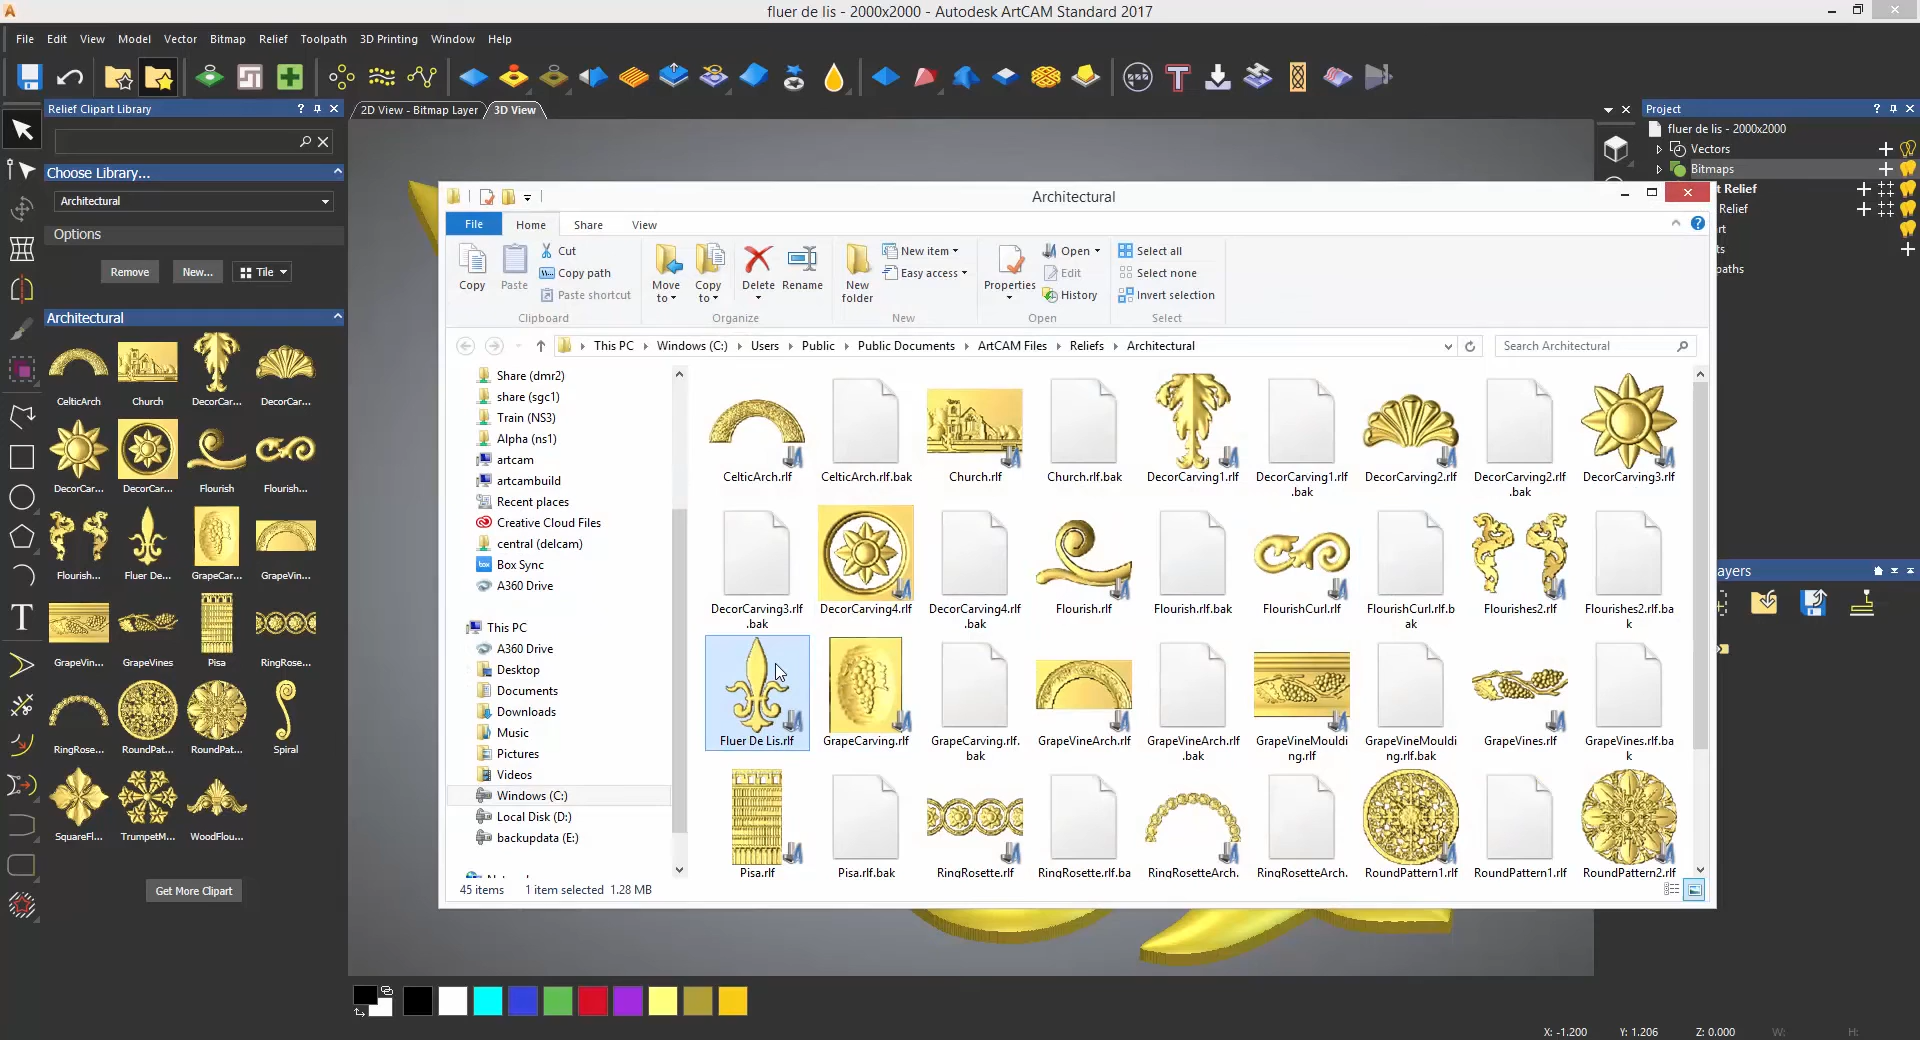 fluer de lis - 2000x2000 - Autodesk ArtCAM Standard 2017
File Edit View Model Vector Bitmap Relief Toolpath 3D Printing Window Help
Relief Clipart Library
2D View - Bitmap Layer 3D View
Project
fluer de lis - 2000x2000
Vectors
Bitmaps
t Relief
Relief
rt
ts
paths
Choose Library...
Architectural
Options
Remove New... Tile
Architectural
CelticArch Church DecorCar... DecorCar...
DecorCar... DecorCar... Flourish Flourish...
Flourish... Fluer De... GrapeCar... GrapeVin...
GrapeVin... GrapeVines Pisa RingRose...
RingRose... RoundPat... RoundPat... Spiral
SquareFl... TrumpetM... WoodFlou...
Get More Clipart
Architectural
File Home Share View
Copy Paste Cut
Copy path
Paste shortcut
Clipboard
Move to Copy to Delete Rename
Organize
New folder New item
Easy access
New
Properties Open
Edit
History
Open
Select all
Select none
Invert selection
Select
This PC Windows (C:) Users Public Public Documents ArtCAM Files Reliefs Architectural
Search Architectural
Share (dmr2)
share (sgc1)
Train (NS3)
Alpha (ns1)
artcam
artcambuild
Recent places
Creative Cloud Files
central (delcam)
box Box Sync
A360 Drive
This PC
A360 Drive
Desktop
Documents
Downloads
Music
Pictures
Videos
Windows (C:)
Local Disk (D:)
backupdata (E:)
CelticArch.rlf CelticArch.rlf.bak Church.rlf Church.rlf.bak DecorCarving1.rlf DecorCarving1.rlf DecorCarving2.rlf DecorCarving2.rlf DecorCarving3.rlf
.bak .bak
DecorCarving3.rlf DecorCarving4.rlf DecorCarving4.rlf Flourish.rlf Flourish.rlf.bak FlourishCurl.rlf FlourishCurl.rlf.b Flourishes2.rlf Flourishes2.rlf.ba
.bak .bak ak k
Fluer De Lis.rlf GrapeCarving.rlf GrapeCarving.rlf. GrapeVineArch.rlf GrapeVineArch.rlf GrapeVineMouldi GrapeVineMouldi GrapeVines.rlf GrapeVines.rlf.ba
bak .bak ng.rlf ng.rlf.bak k
Pisa.rlf Pisa.rlf.bak RingRosette.rlf RingRosette.rlf.ba RingRosetteArch. RingRosetteArch. RoundPattern1.rlf RoundPattern1.rlf RoundPattern2.rlf
45 items 1 item selected 1.28 MB
ayers
X: -1.200 Y: 1.206 Z: 0.000 W: H: